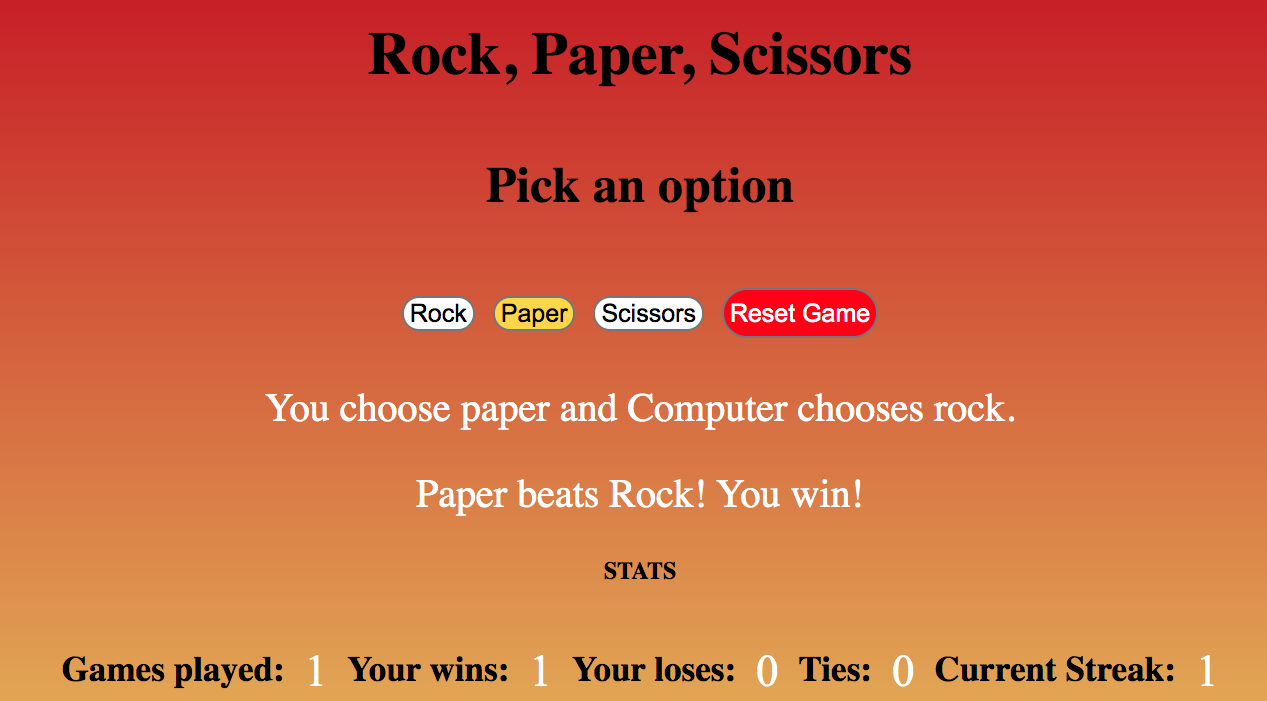 Rock, Paper, Scissors
Pick an option
Rock Paper Scissors Reset Game
You choose paper and Computer chooses rock.
Paper beats Rock! You win!
STATS
Games played: 1 Your wins: 1 Your loses: 0 Ties: 0 Current Streak: 1